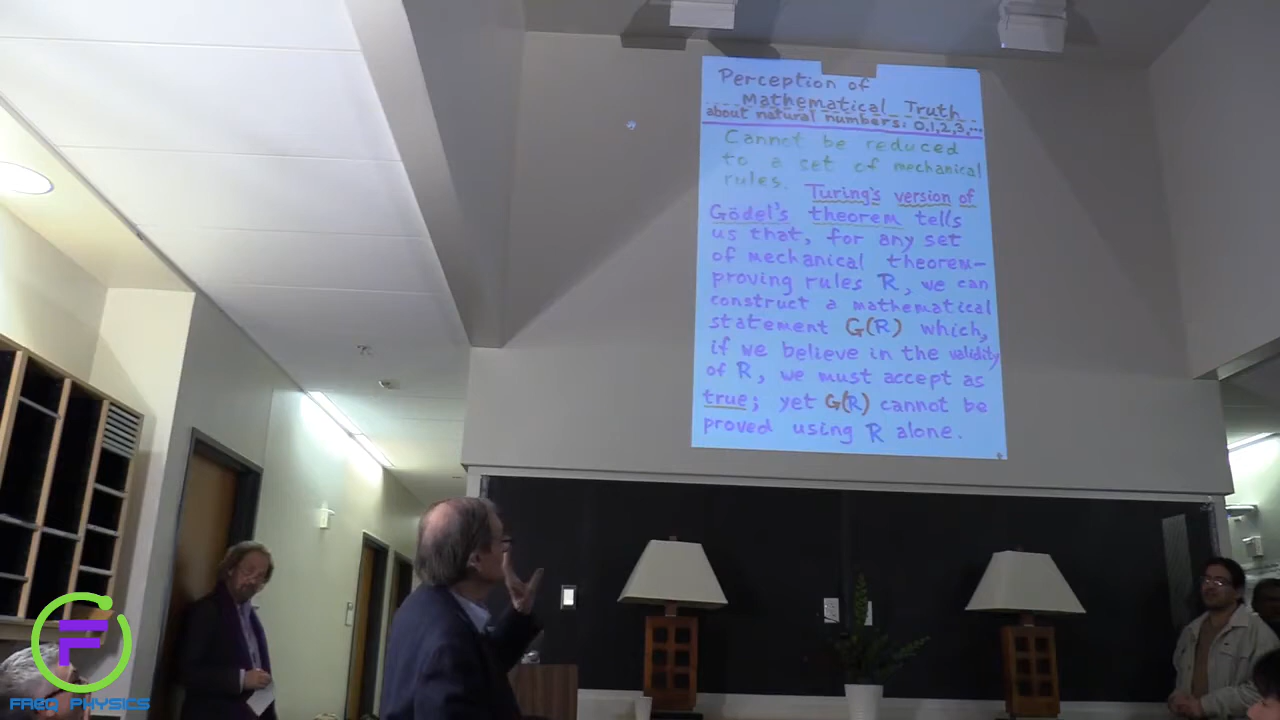 Perception of
Mathematical Truth
about natural numbers: 0,1,2,3,...
Cannot be reduced
to a set of mechanical
rules. Turing's version of
Gödel's theorem tells
us that, for any set
of mechanical theorem-
proving rules R, we can
construct a mathematical
statement G(R) which,
if we believe in the validity
of R, we must accept as
true; yet G(R) cannot be
proved using R alone.
F
FREQ PHYSICS